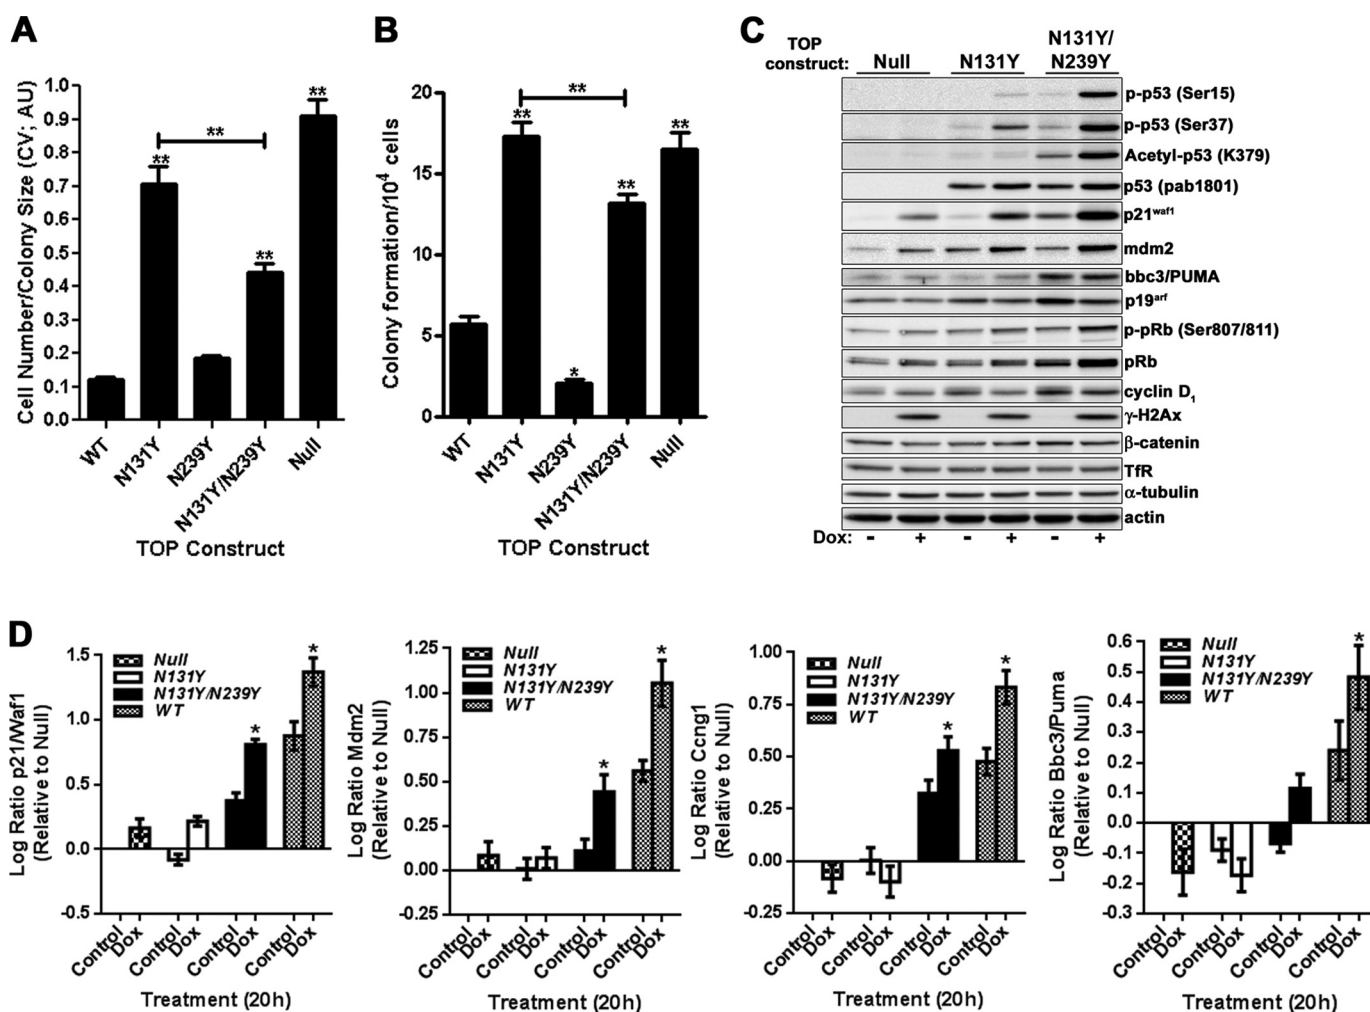 A
Cell Number/Colony Size (CV; AU)
1.0
0.9
0.8
0.7
0.6
0.5
0.4
0.3
0.2
0.1
0.0
**
**
**
**
WT
N131Y
N239Y
N131Y/N239Y
Null
TOP Construct
B
Colony formation/10⁴ cells
20
15
10
5
0
**
**
*
**
**
WT
N131Y
N239Y
N131Y/N239Y
Null
TOP Construct
C
TOP construct:
Null
N131Y
N131Y/
N239Y
p-p53 (Ser15)
p-p53 (Ser37)
Acetyl-p53 (K379)
p53 (pab1801)
p21ʷᵃᶠ¹
mdm2
bbc3/PUMA
p19ᵃʳᶠ
p-pRb (Ser807/811)
pRb
cyclin D₁
γ-H2Ax
β-catenin
TfR
α-tubulin
actin
Dox: - + - + - +
D
Log Ratio p21/Waf1
(Relative to Null)
1.5
1.0
0.5
0.0
-0.5
Null
N131Y
N131Y/N239Y
WT
*
*
Control
Dox
Control
Dox
Control
Dox
Control
Dox
Treatment (20h)
Log Ratio Mdm2
(Relative to Null)
1.25
1.00
0.75
0.50
0.25
0.00
-0.25
Null
N131Y
N131Y/N239Y
WT
*
*
Control
Dox
Control
Dox
Control
Dox
Control
Dox
Treatment (20h)
Log Ratio Ccng1
(Relative to Null)
1.00
0.75
0.50
0.25
0.00
-0.25
Null
N131Y
N131Y/N239Y
WT
*
*
Control
Dox
Control
Dox
Control
Dox
Control
Dox
Treatment (20h)
Log Ratio Bbc3/Puma
(Relative to Null)
0.6
0.5
0.4
0.3
0.2
0.1
0.0
-0.1
-0.2
-0.3
Null
N131Y
N131Y/N239Y
WT
*
Control
Dox
Control
Dox
Control
Dox
Control
Dox
Treatment (20h)